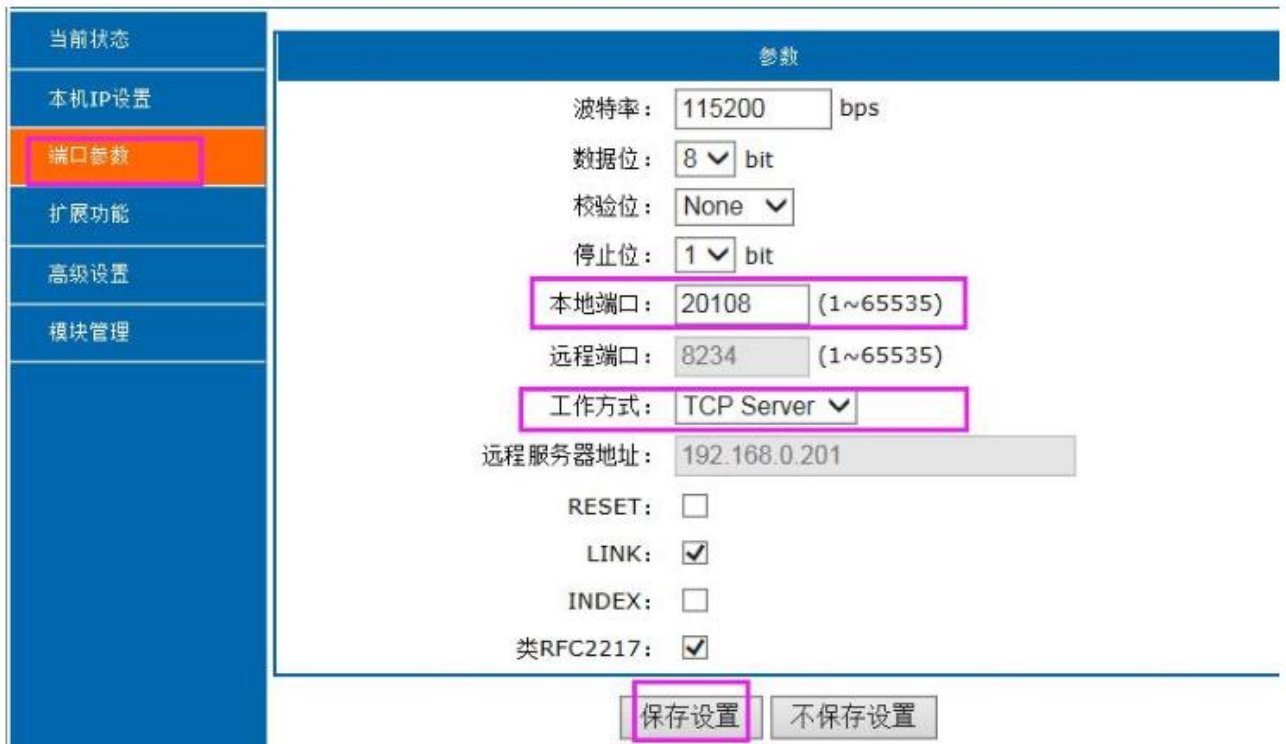 当前状态
本机IP设置
端口参数
扩展功能
高级设置
模块管理
参数
波特率： 115200 bps
数据位： 8 bit
校验位： None
停止位： 1 bit
本地端口： 20108 (1~65535)
远程端口： 8234 (1~65535)
工作方式： TCP Server
远程服务器地址： 192.168.0.201
RESET：
LINK：
INDEX：
类RFC2217：
保存设置 不保存设置